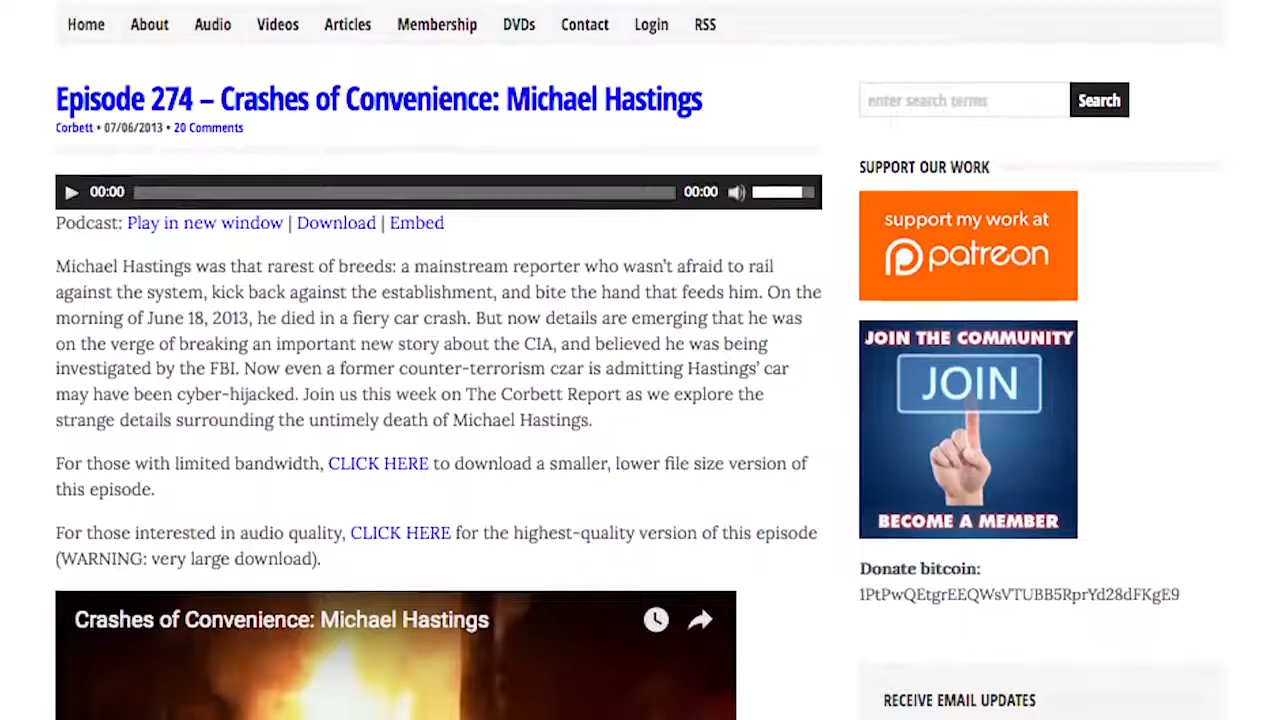 Home About Audio Videos Articles Membership DVDs Contact Login RSS
Episode 274 – Crashes of Convenience: Michael Hastings
Corbett • 07/06/2013 • 20 Comments
00:00 00:00
Podcast: Play in new window | Download | Embed
Michael Hastings was that rarest of breeds: a mainstream reporter who wasn't afraid to rail
against the system, kick back against the establishment, and bite the hand that feeds him. On the
morning of June 18, 2013, he died in a fiery car crash. But now details are emerging that he was
on the verge of breaking an important new story about the CIA, and believed he was being
investigated by the FBI. Now even a former counter-terrorism czar is admitting Hastings' car
may have been cyber-hijacked. Join us this week on The Corbett Report as we explore the
strange details surrounding the untimely death of Michael Hastings.
For those with limited bandwidth, CLICK HERE to download a smaller, lower file size version of
this episode.
For those interested in audio quality, CLICK HERE for the highest-quality version of this episode
(WARNING: very large download).
Crashes of Convenience: Michael Hastings
enter search terms Search
SUPPORT OUR WORK
support my work at
patreon
JOIN THE COMMUNITY
JOIN
BECOME A MEMBER
Donate bitcoin:
1PtPwQEtgrEEQWsVTUBB5RprYd28dFKgE9
RECEIVE EMAIL UPDATES